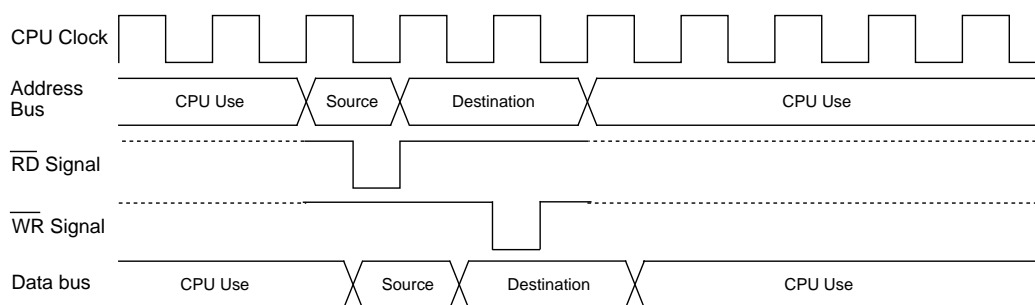 CPU Clock
Address
Bus
CPU Use
Source
Destination
CPU Use
RD Signal
WR Signal
Data bus
CPU Use
Source
Destination
CPU Use